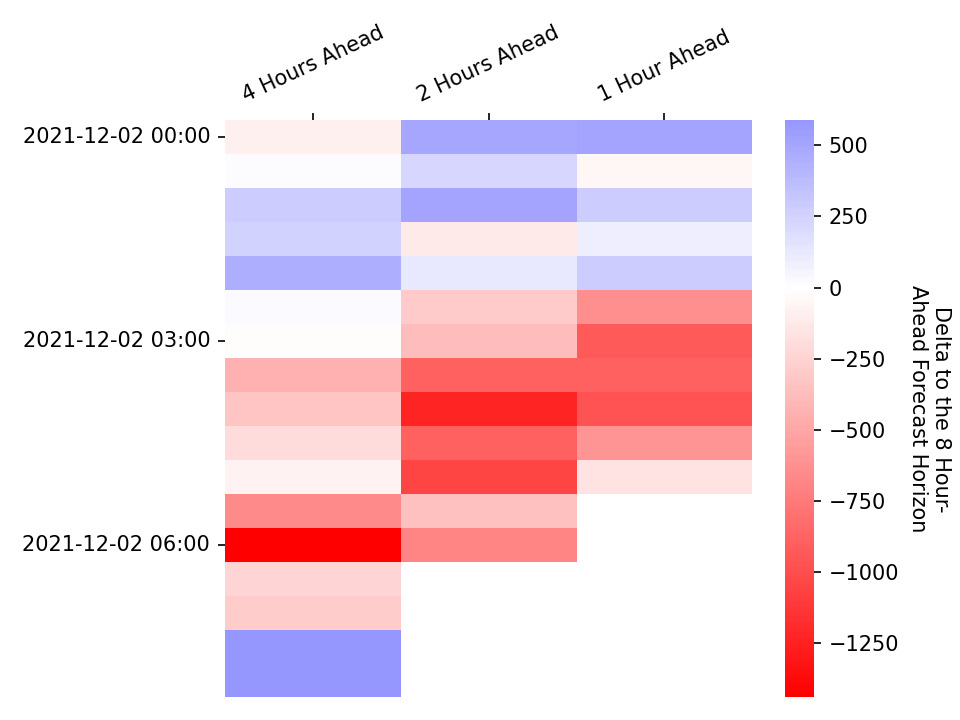 4 Hours Ahead
2 Hours Ahead
1 Hour Ahead
2021-12-02 00:00
2021-12-02 03:00
2021-12-02 06:00
500
250
0
−250
−500
−750
−1000
−1250
Delta to the 8 Hour-
Ahead Forecast Horizon